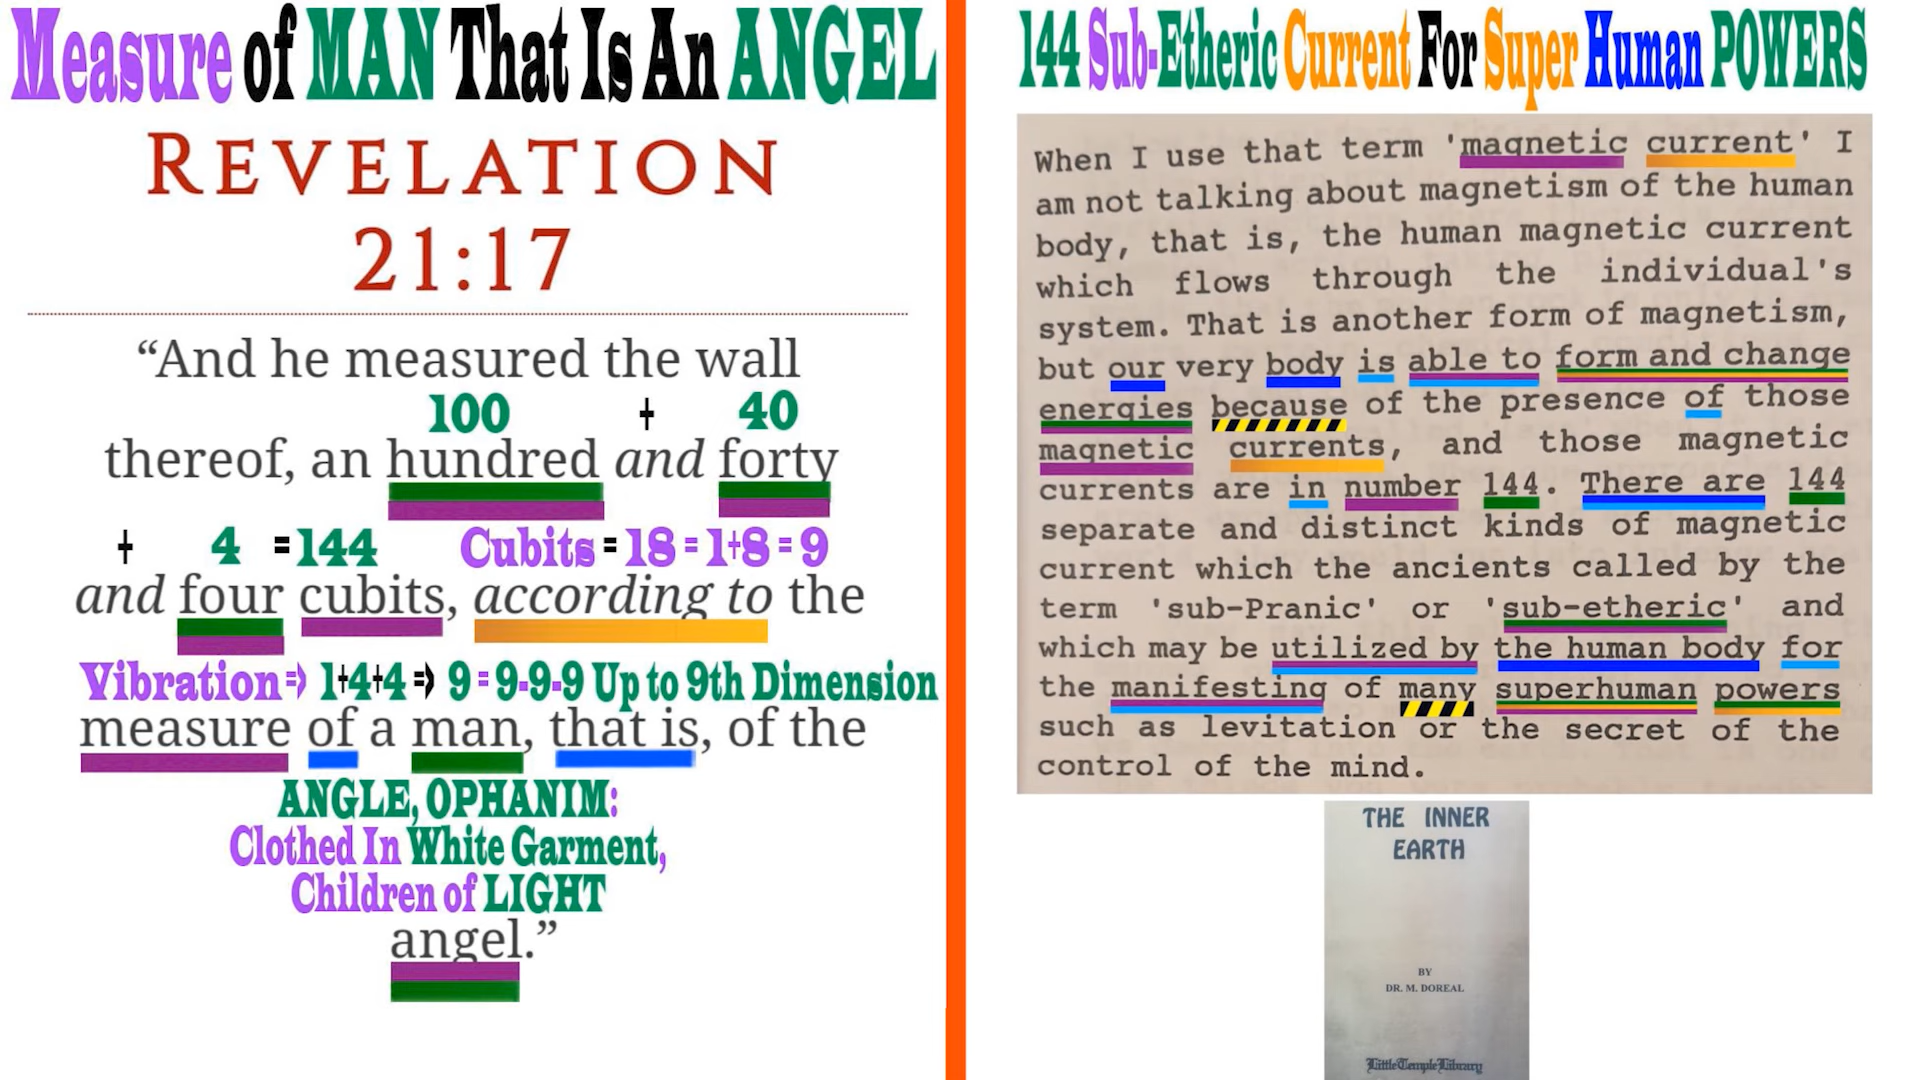 Measure of MAN That Is An ANGEL
REVELATION
21:17
“And he measured the wall
100 + 40
thereof, an hundred and forty
+ 4 =144 Cubits = 18 = 1+8 = 9
and four cubits, according to the
Vibration=> 1+4+4=> 9 = 9-9-9 Up to 9th Dimension
measure of a man, that is, of the
ANGLE, OPHANIM:
Clothed In White Garment,
Children of LIGHT
angel.”
144 Sub-Etheric Current For Super Human POWERS
When I use that term 'magnetic current' I
am not talking about magnetism of the human
body, that is, the human magnetic current
which flows through the individual's
system. That is another form of magnetism,
but our very body is able to form and change
energies because of the presence of those
magnetic currents, and those magnetic
currents are in number 144. There are 144
separate and distinct kinds of magnetic
current which the ancients called by the
term 'sub-Pranic' or 'sub-etheric' and
which may be utilized by the human body for
the manifesting of many superhuman powers
such as levitation or the secret of the
control of the mind.
THE INNER
EARTH
BY
DR. M. DOREAL
Little Temple Library